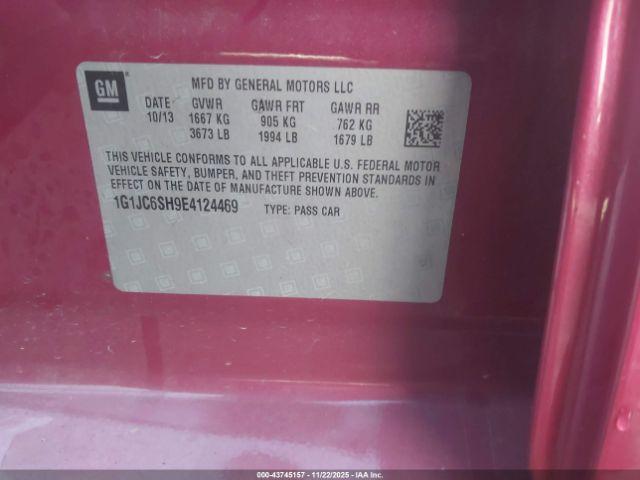 GM
MFD BY GENERAL MOTORS LLC
DATE GVWR GAWR FRT GAWR RR
10/13 1667 KG 905 KG 762 KG
3673 LB 1994 LB 1679 LB
THIS VEHICLE CONFORMS TO ALL APPLICABLE U.S. FEDERAL MOTOR
VEHICLE SAFETY, BUMPER, AND THEFT PREVENTION STANDARDS IN
EFFECT ON THE DATE OF MANUFACTURE SHOWN ABOVE.
1G1JC6SH9E4124469 TYPE: PASS CAR
000-43745157 - 11/22/2025 - IAAI, Inc.